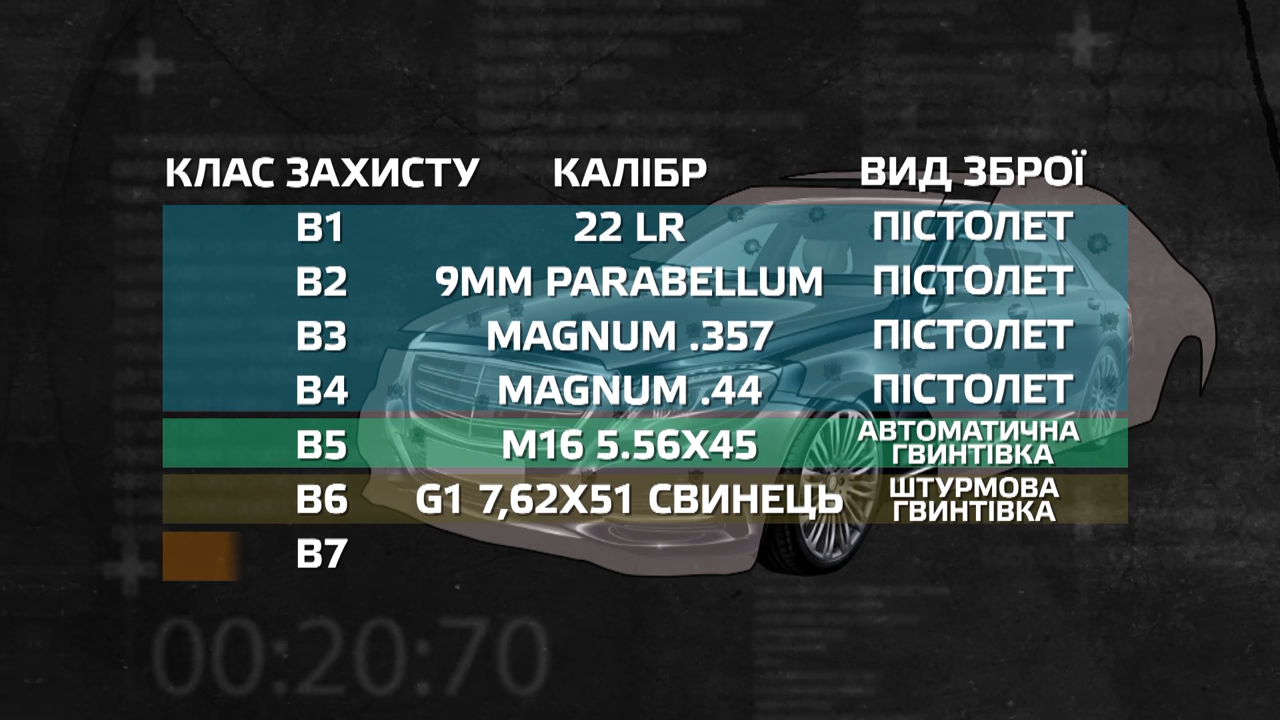 КЛАС ЗАХИСТУ КАЛІБР ВИД ЗБРОЇ
B1 22 LR ПІСТОЛЕТ
B2 9MM PARABELLUM ПІСТОЛЕТ
B3 MAGNUM .357 ПІСТОЛЕТ
B4 MAGNUM .44 ПІСТОЛЕТ
B5 M16 5.56X45 АВТОМАТИЧНА ГВИНТІВКА
B6 G1 7,62X51 СВИНЕЦЬ ШТУРМОВА ГВИНТІВКА
B7
00:20:70